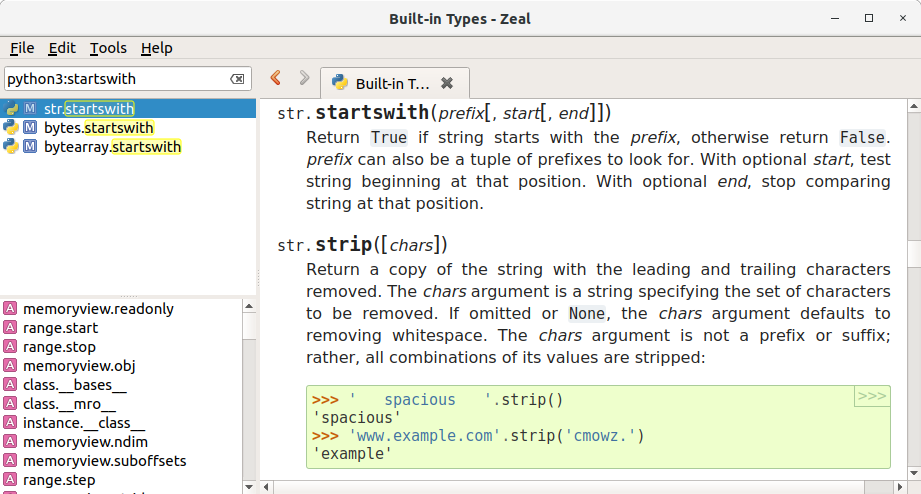 Built-in Types - Zeal
File Edit Tools Help
python3:startswith
Built-in T...
M str.startswith
M bytes.startswith
M bytearray.startswith
A memoryview.readonly
A range.start
A range.stop
A memoryview.obj
A class.__bases__
A class.__mro__
A instance.__class__
A memoryview.ndim
A memoryview.suboffsets
A range.step
str.startswith(prefix[, start[, end]])
Return True if string starts with the prefix, otherwise return False.
prefix can also be a tuple of prefixes to look for. With optional start, test
string beginning at that position. With optional end, stop comparing
string at that position.
str.strip([chars])
Return a copy of the string with the leading and trailing characters
removed. The chars argument is a string specifying the set of characters
to be removed. If omitted or None, the chars argument defaults to
removing whitespace. The chars argument is not a prefix or suffix;
rather, all combinations of its values are stripped:
>>>
>>> '   spacious   '.strip()
'spacious'
>>> 'www.example.com'.strip('cmowz.')
'example'